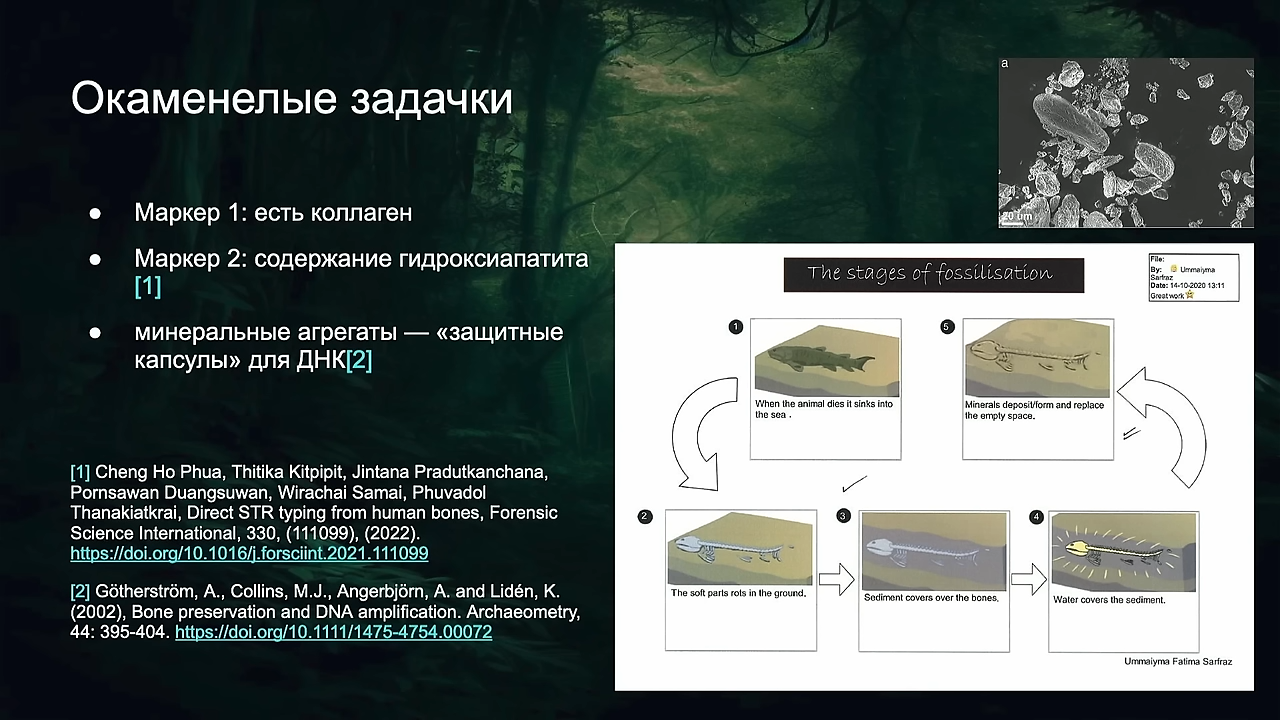 Окаменелые задачки
● Маркер 1: есть коллаген
● Маркер 2: содержание гидроксиапатита
[1]
● минеральные агрегаты — «защитные
капсулы» для ДНК[2]
[1] Cheng Ho Phua, Thitika Kitpipit, Jintana Pradutkanchana,
Pornsawan Duangsuwan, Wirachai Samai, Phuvadol
Thanakiatkrai, Direct STR typing from human bones, Forensic
Science International, 330, (111099), (2022).
https://doi.org/10.1016/j.forsciint.2021.111099
[2] Götherström, A., Collins, M.J., Angerbjörn, A. and Lidén, K.
(2002), Bone preservation and DNA amplification. Archaeometry,
44: 395-404. https://doi.org/10.1111/1475-4754.00072
a
20 um
The stages of fossilisation
File:
By: Ummaiyma
Sarfraz
Date: 14-10-2020 13:11
Great work
1
When the animal dies it sinks into
the sea .
5
Minerals deposit/form and replace
the empty space.
2
The soft parts rots in the ground.
3
Sediment covers over the bones.
4
Water covers the sediment.
Ummaiyma Fatima Sarfraz